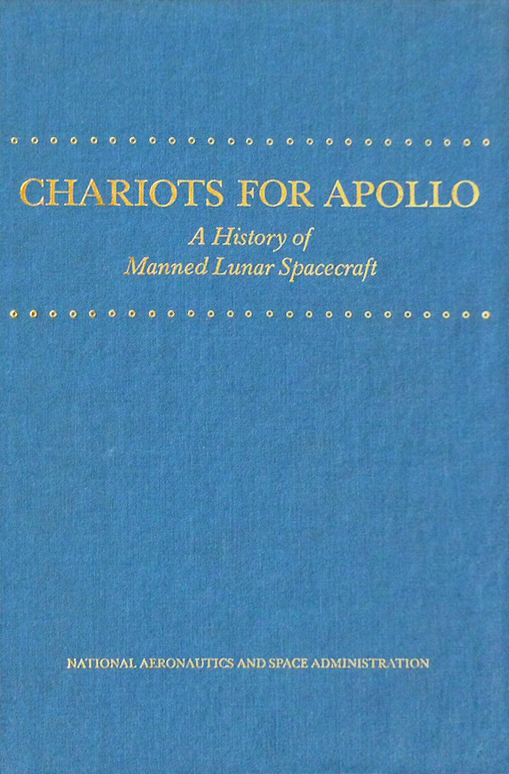 CHARIOTS FOR APOLLO
A History of
Manned Lunar Spacecraft
NATIONAL AERONAUTICS AND SPACE ADMINISTRATION